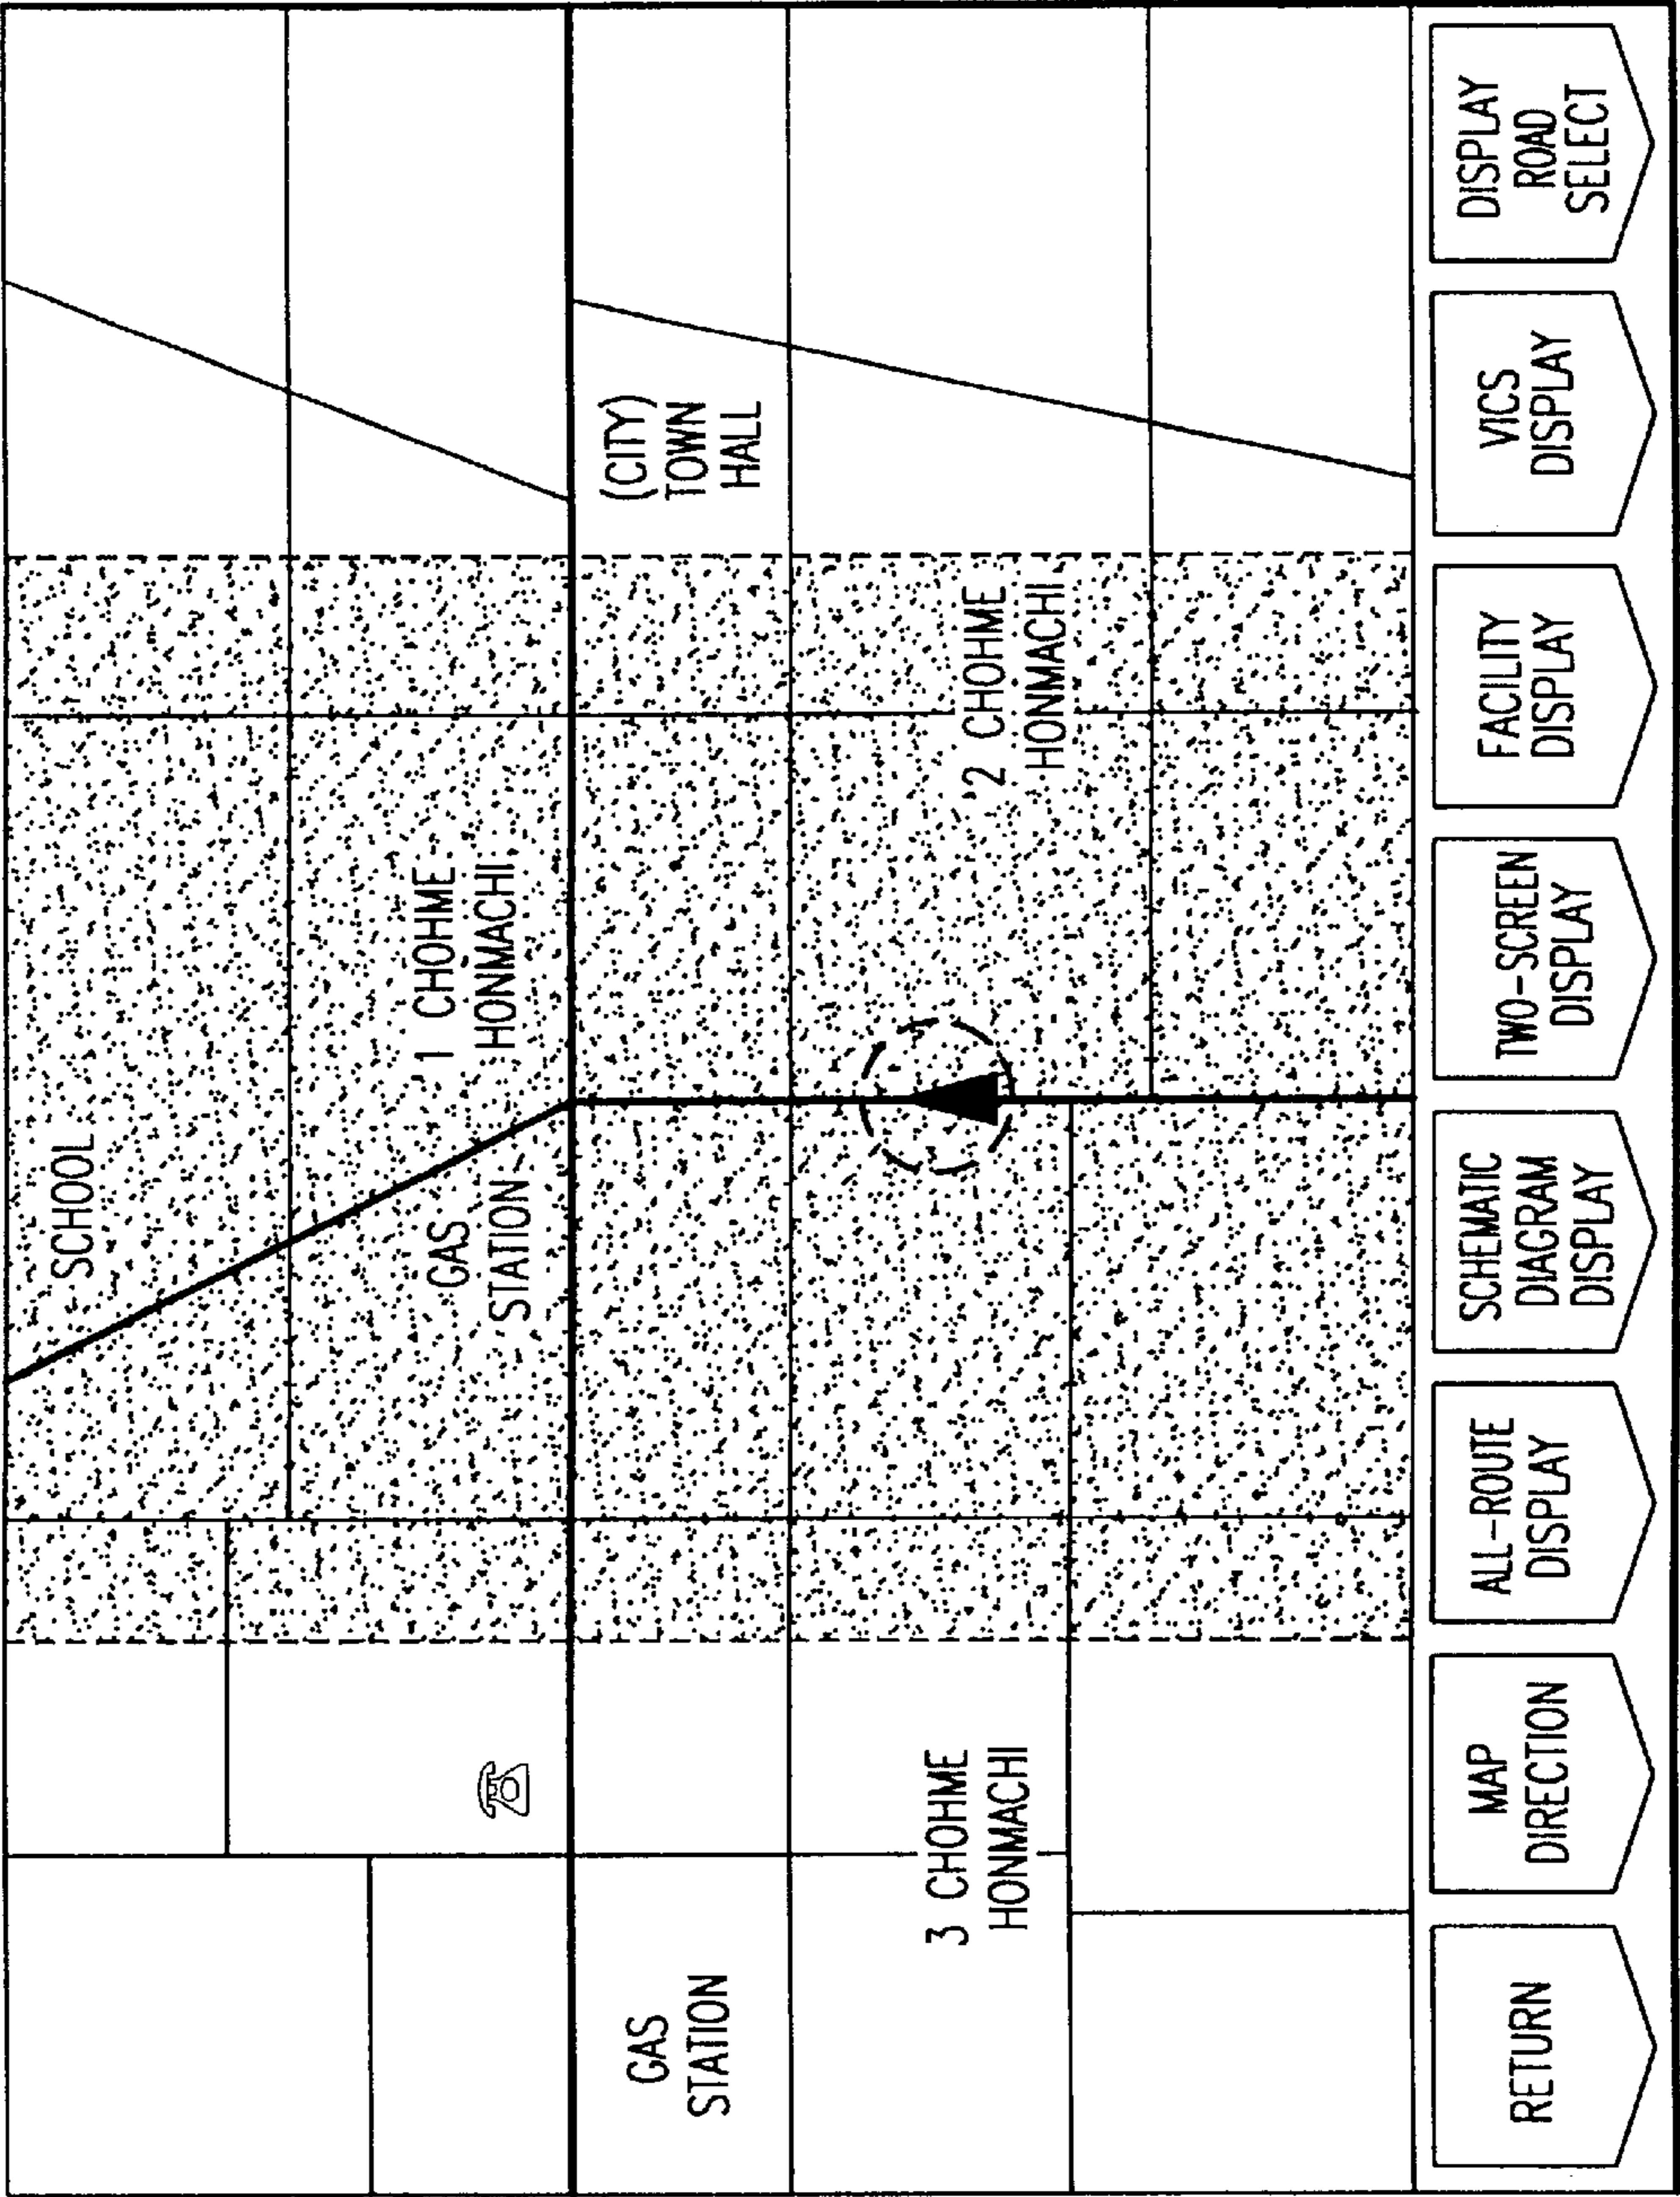 SCHOOL
1 CHOHME
HONMACHI
GAS
STATION
(CITY)
TOWN
HALL
GAS
STATION
3 CHOHME
HONMACHI
2 CHOHME
HONMACHI
RETURN
MAP
DIRECTION
ALL-ROUTE
DISPLAY
SCHEMATIC
DIAGRAM
DISPLAY
TWO-SCREEN
DISPLAY
FACILITY
DISPLAY
VICS
DISPLAY
DISPLAY
ROAD
SELECT